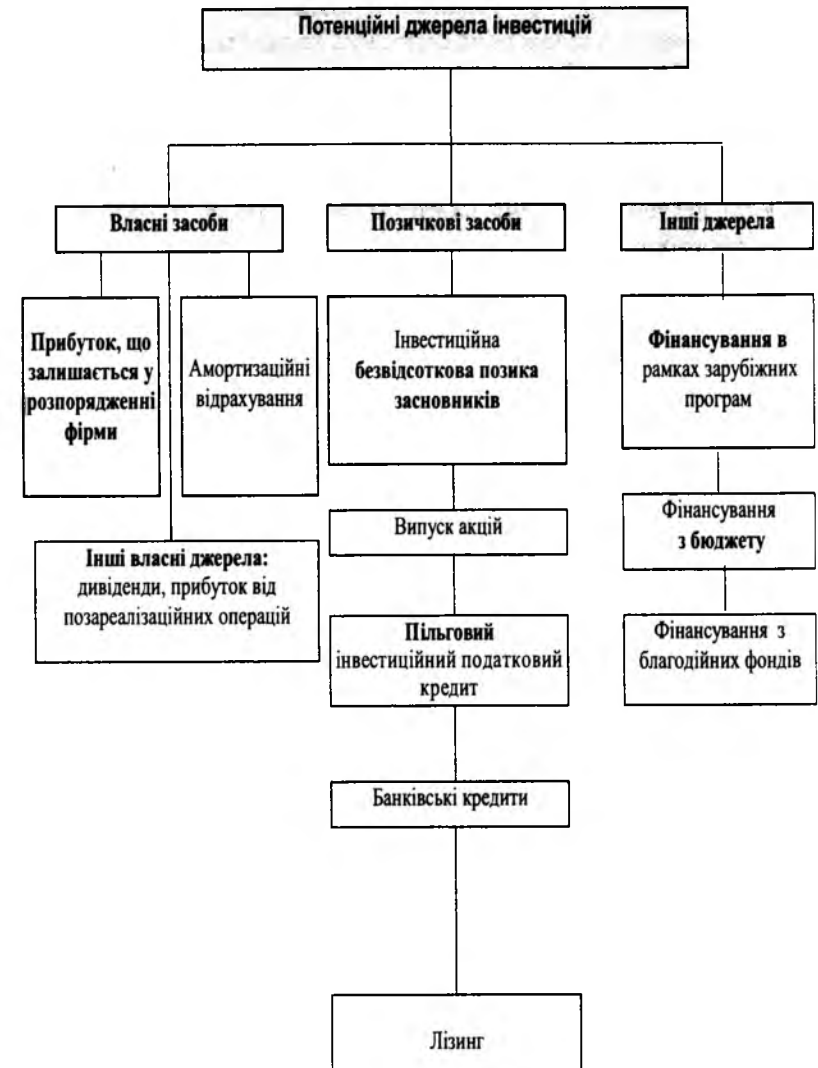 Потенційні джерела інвестицій
Власні засоби
Позичкові засоби
Інші джерела
Прибуток, що
залишається у
розпорядженні
фірми
Амортизаційні
відрахування
Інші власні джерела:
дивіденди, прибуток від
позареалізаційних операцій
Інвестиційна
безвідсоткова позика
засновників
Випуск акцій
Пільговий
інвестиційний податковий
кредит
Банківські кредити
Лізинг
Фінансування в
рамках зарубіжних
програм
Фінансування
з бюджету
Фінансування з
благодійних фондів